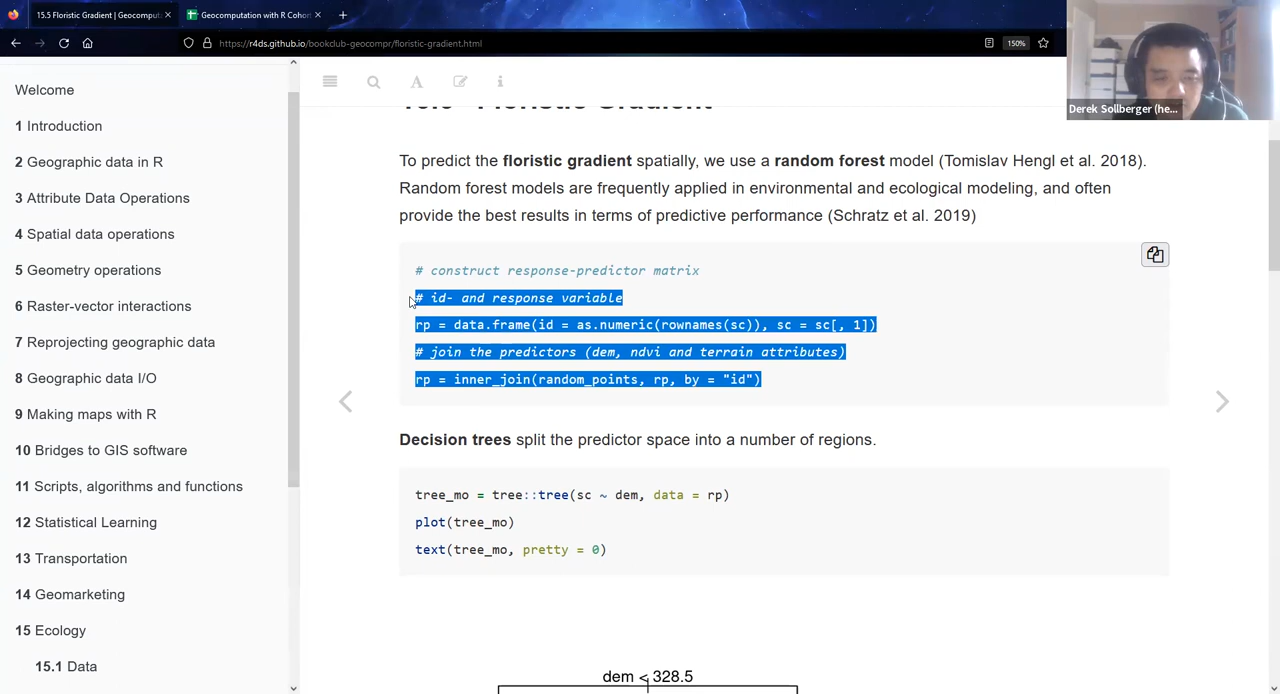 15.5 Floristic Gradient | Geocomput
Geocomputation with R Cohor
https://r4ds.github.io/bookclub-geocompr/floristic-gradient.html
150%
Derek Sollberger (he...
Welcome
1 Introduction
2 Geographic data in R
3 Attribute Data Operations
4 Spatial data operations
5 Geometry operations
6 Raster-vector interactions
7 Reprojecting geographic data
8 Geographic data I/O
9 Making maps with R
10 Bridges to GIS software
11 Scripts, algorithms and functions
12 Statistical Learning
13 Transportation
14 Geomarketing
15 Ecology
15.1 Data
15.5 Floristic Gradient
To predict the floristic gradient spatially, we use a random forest model (Tomislav Hengl et al. 2018).
Random forest models are frequently applied in environmental and ecological modeling, and often
provide the best results in terms of predictive performance (Schratz et al. 2019)
# construct response-predictor matrix
# id- and response variable
rp = data.frame(id = as.numeric(rownames(sc)), sc = sc[, 1])
# join the predictors (dem, ndvi and terrain attributes)
rp = inner_join(random_points, rp, by = "id")
Decision trees split the predictor space into a number of regions.
tree_mo = tree::tree(sc ~ dem, data = rp)
plot(tree_mo)
text(tree_mo, pretty = 0)
dem < 328.5